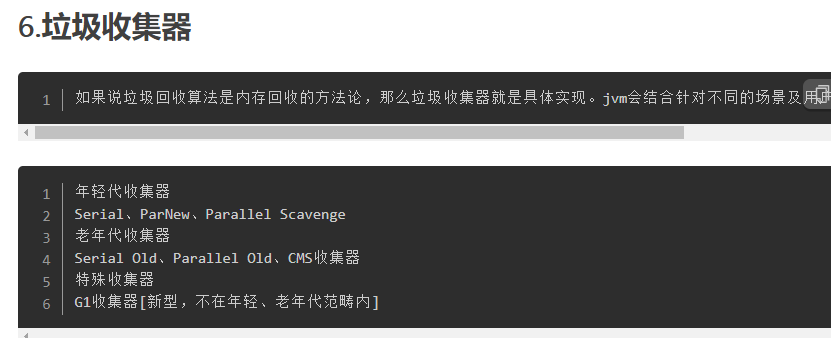 6.垃圾收集器
1 如果说垃圾回收算法是内存回收的方法论，那么垃圾收集器就是具体实现。jvm会结合针对不同的场景及用
1 年轻代收集器
2 Serial、ParNew、Parallel Scavenge
3 老年代收集器
4 Serial Old、Parallel Old、CMS收集器
5 特殊收集器
6 G1收集器[新型，不在年轻、老年代范畴内]